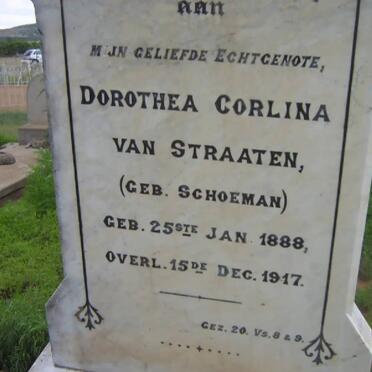 aan
MIJN GELIEFDE ECHTGENOTE,
DOROTHEA CORLINA
VAN STRAATEN,
(GEB. SCHOEMAN)
GEB. 25STE JAN. 1888,
OVERL. 15DE DEC. 1917.
GEZ. 20. VS. 8 & 9.